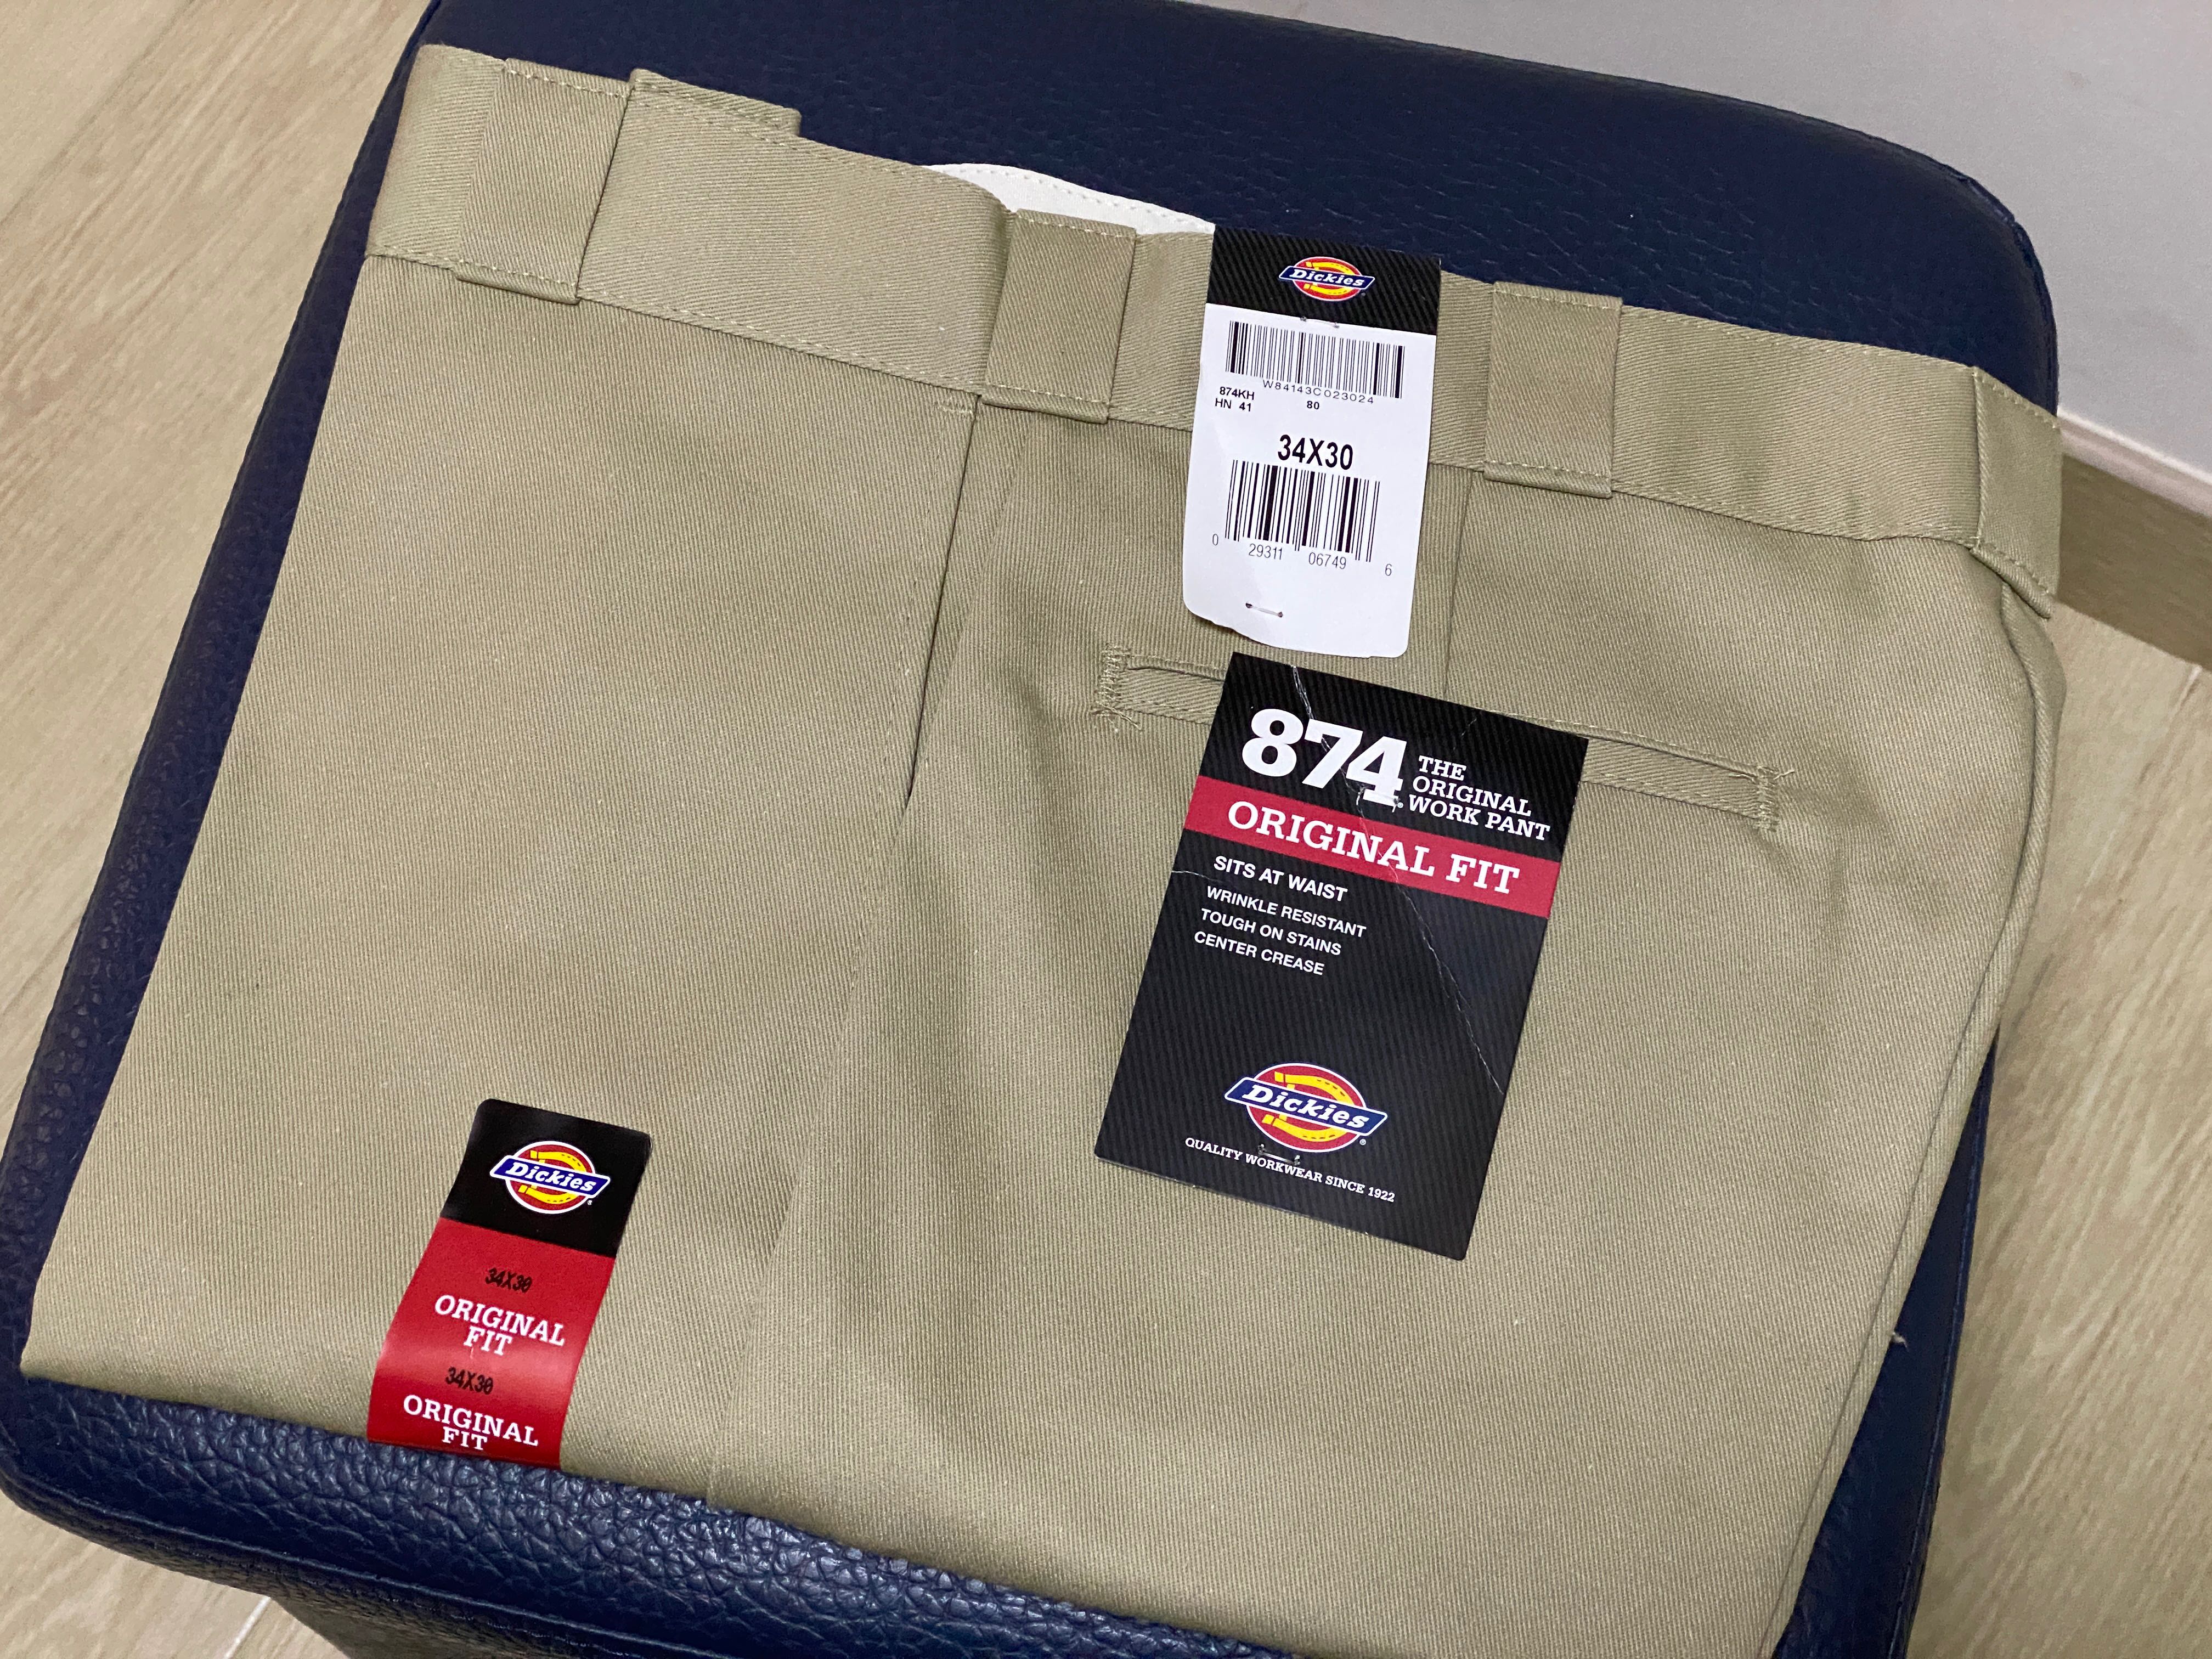 Dickies
W84143C023024
874KH
80
HN 41
34X30
0 29311 06749 6
874® THE
ORIGINAL
WORK PANT
ORIGINAL FIT
SITS AT WAIST
WRINKLE RESISTANT
TOUGH ON STAINS
CENTER CREASE
Dickies®
QUALITY WORKWEAR SINCE 1922
Dickies®
34X30
ORIGINAL
FIT
34X30
ORIGINAL
FIT